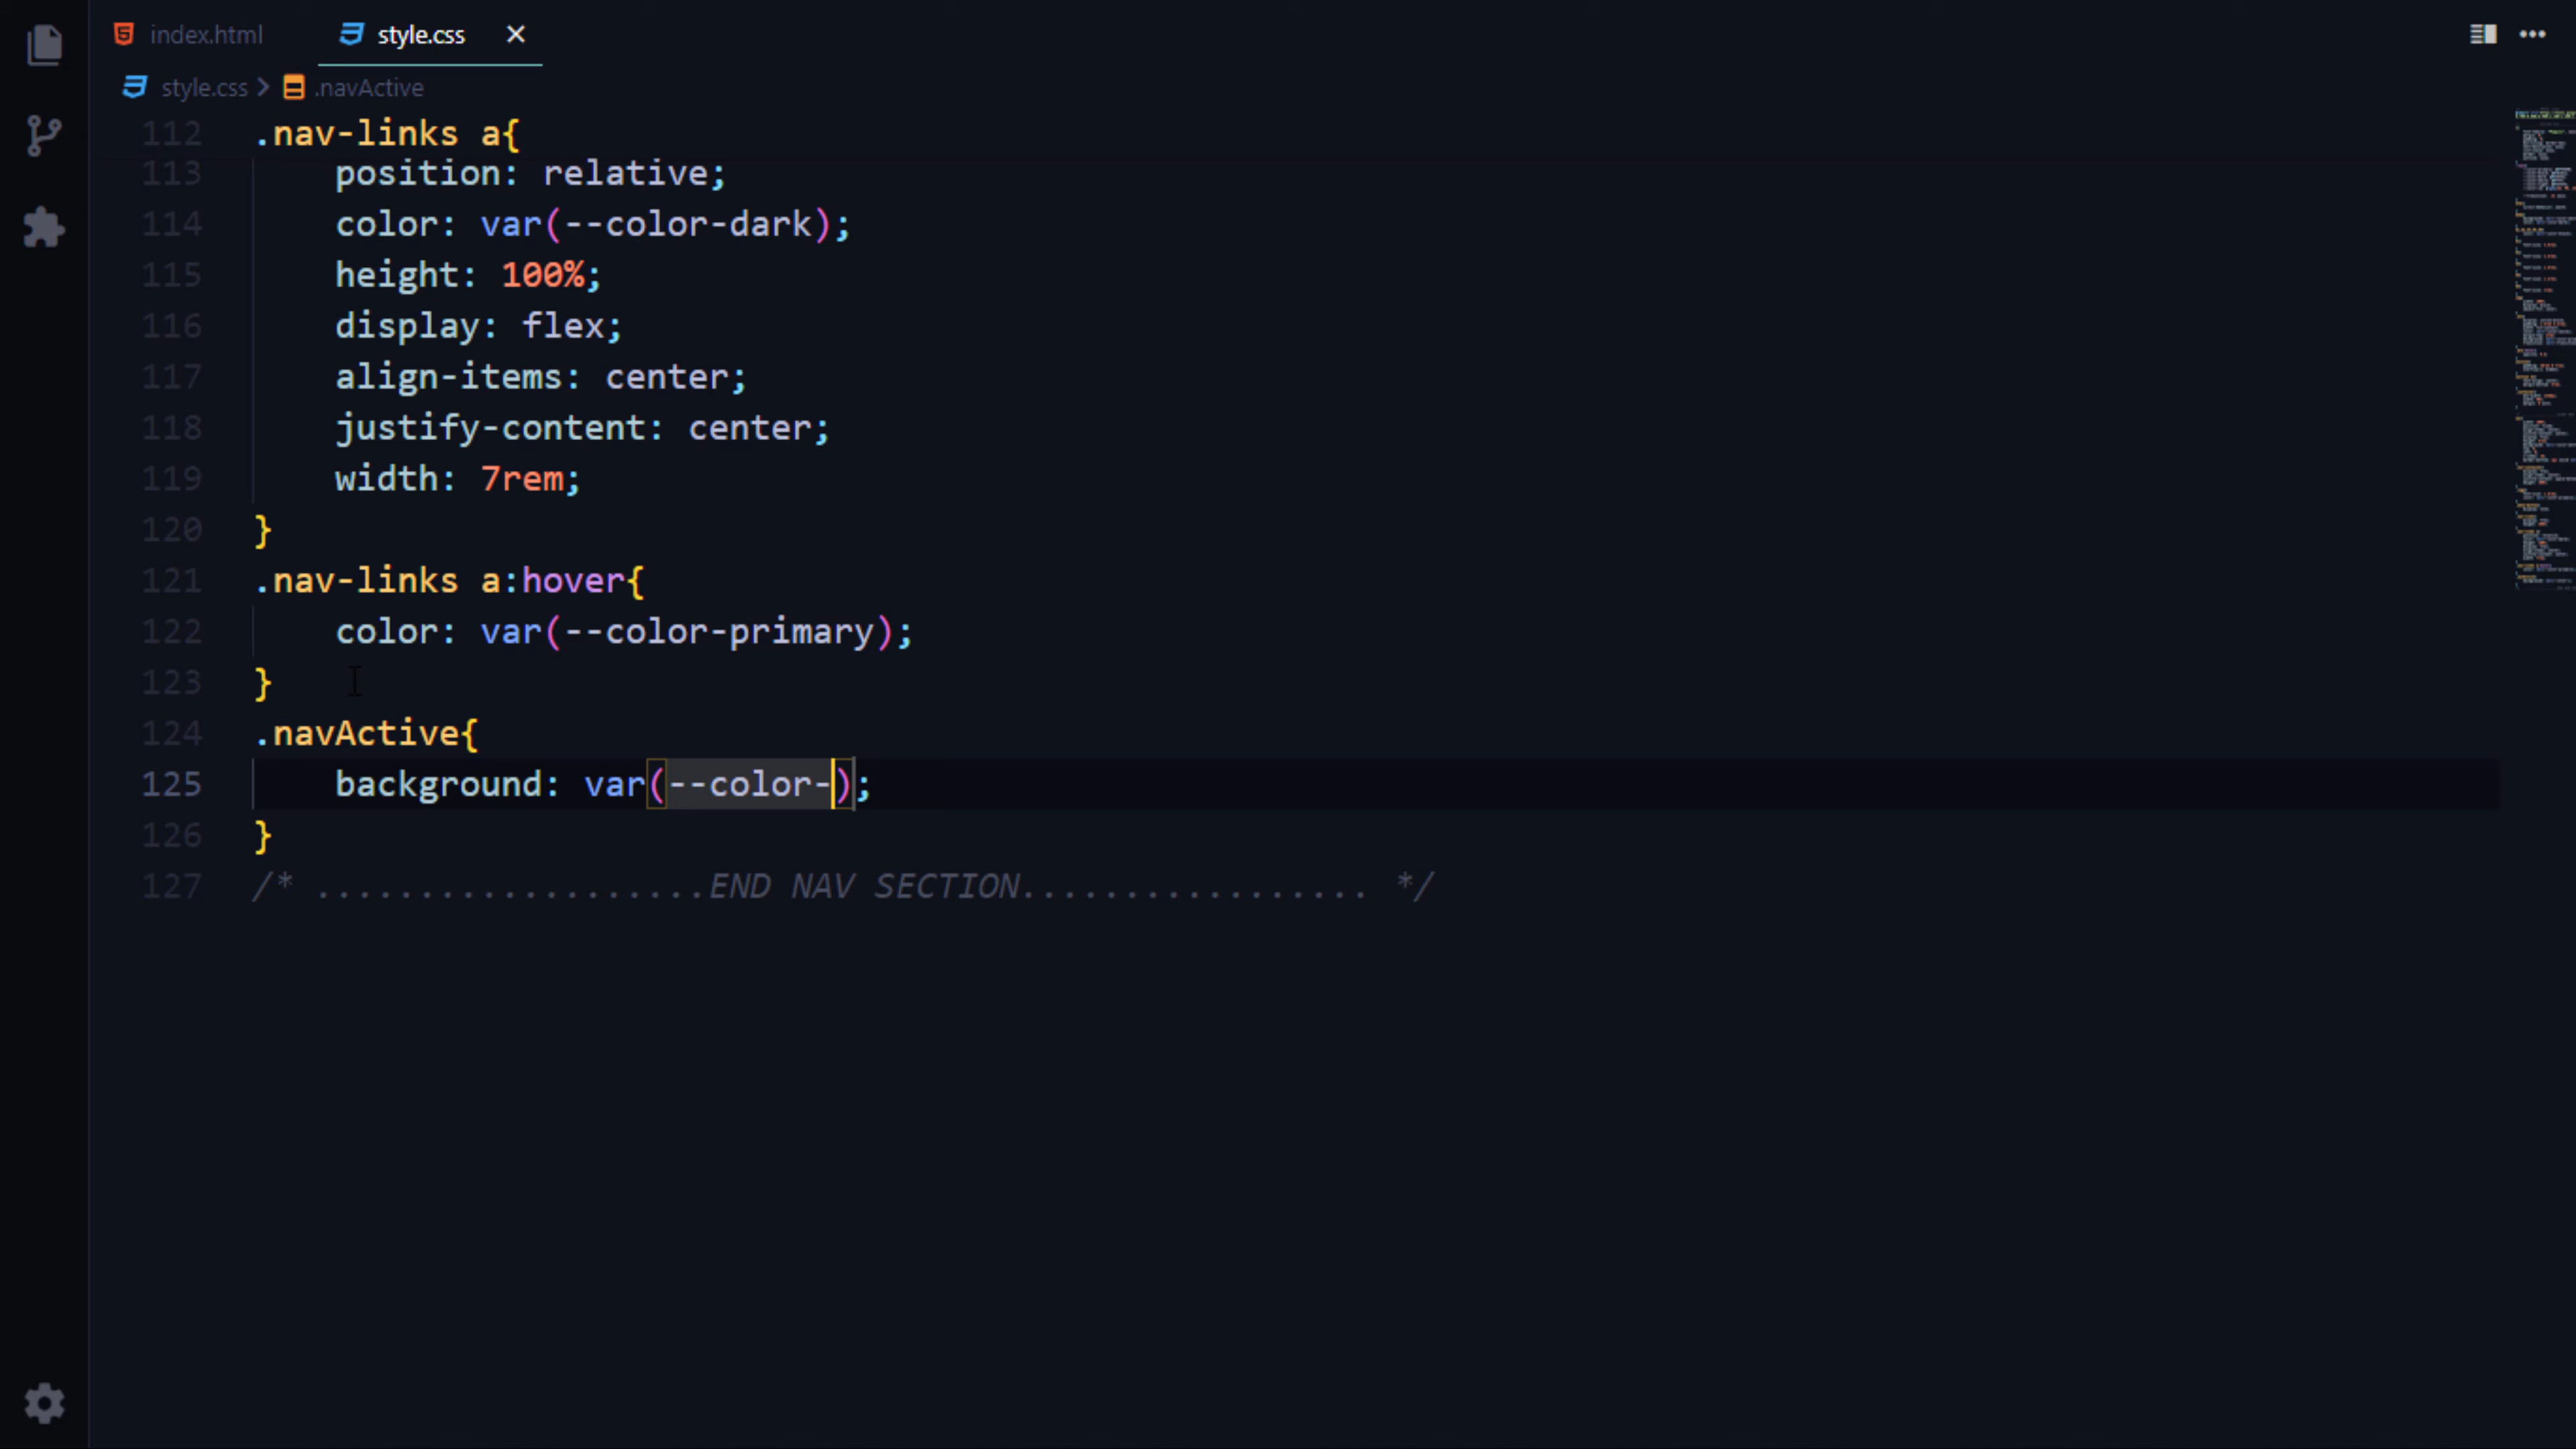 index.html style.css
style.css > .navActive
112 .nav-links a{
113 position: relative;
114 color: var(--color-dark);
115 height: 100%;
116 display: flex;
117 align-items: center;
118 justify-content: center;
119 width: 7rem;
120 }
121 .nav-links a:hover{
122 color: var(--color-primary);
123 }
124 .navActive{
125 background: var(--color-);
126 }
127 /* ...................END NAV SECTION................. */